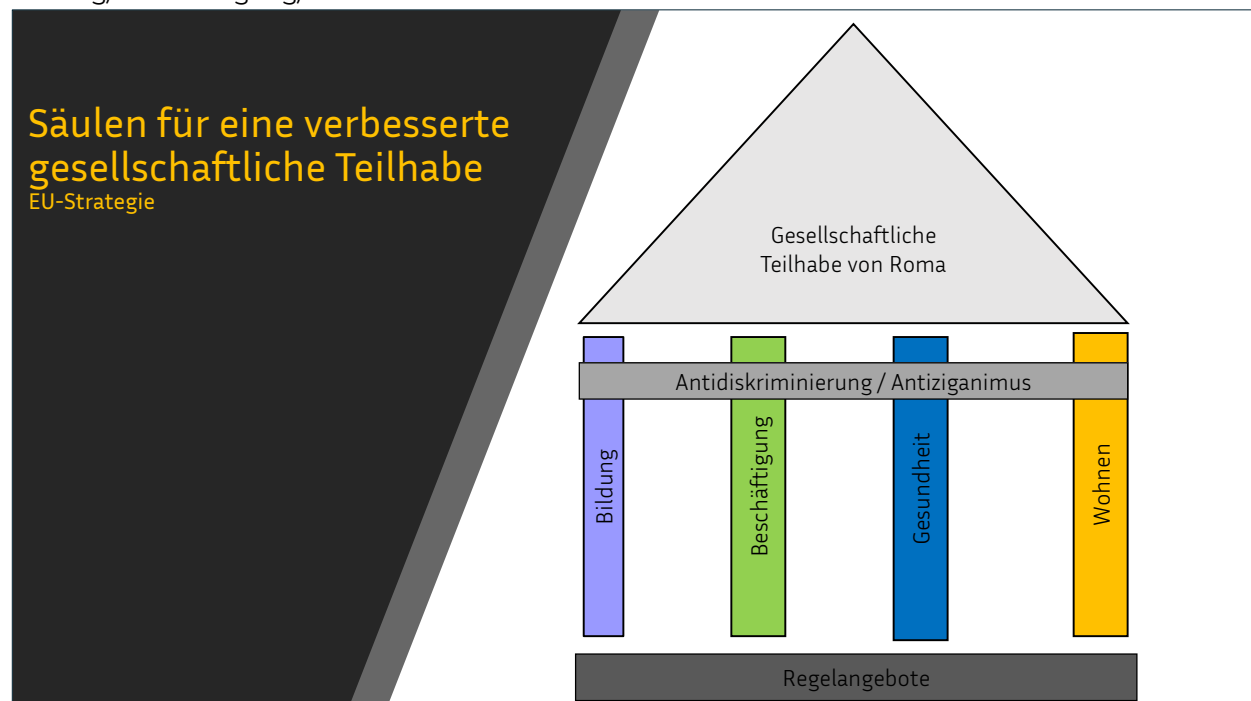 Säulen für eine verbesserte
gesellschaftliche Teilhabe
EU-Strategie
Gesellschaftliche
Teilhabe von Roma
Antidiskriminierung / Antiziganimus
Bildung
Beschäftigung
Gesundheit
Wohnen
Regelangebote